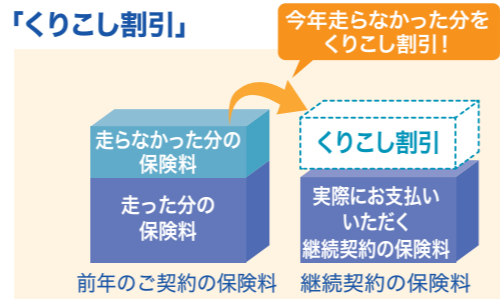 「くりこし割引」
今年走らなかった分を
くりこし割引！
走らなかった分の
保険料
走った分の
保険料
前年のご契約の保険料
くりこし割引
実際にお支払い
いただく
継続契約の保険料
継続契約の保険料